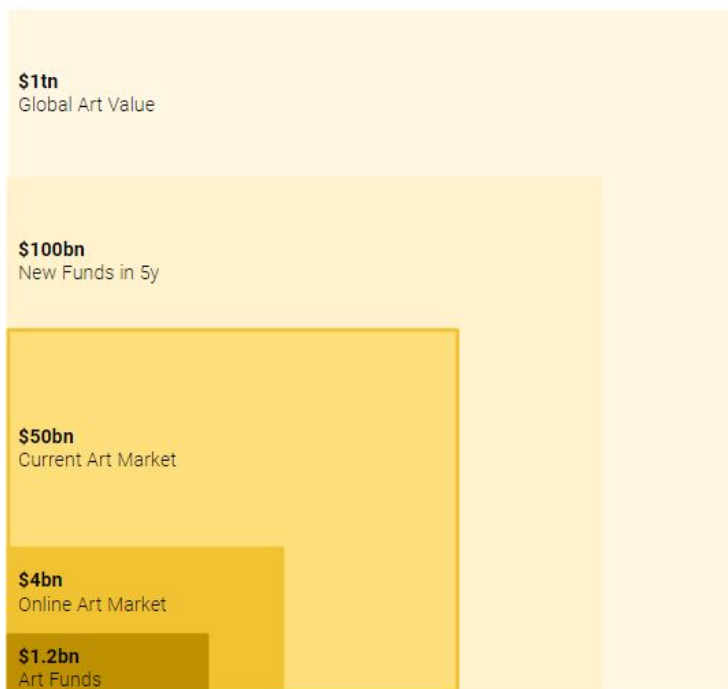 $1tn
Global Art Value
$100bn
New Funds in 5y
$50bn
Current Art Market
$4bn
Online Art Market
$1.2bn
Art Funds